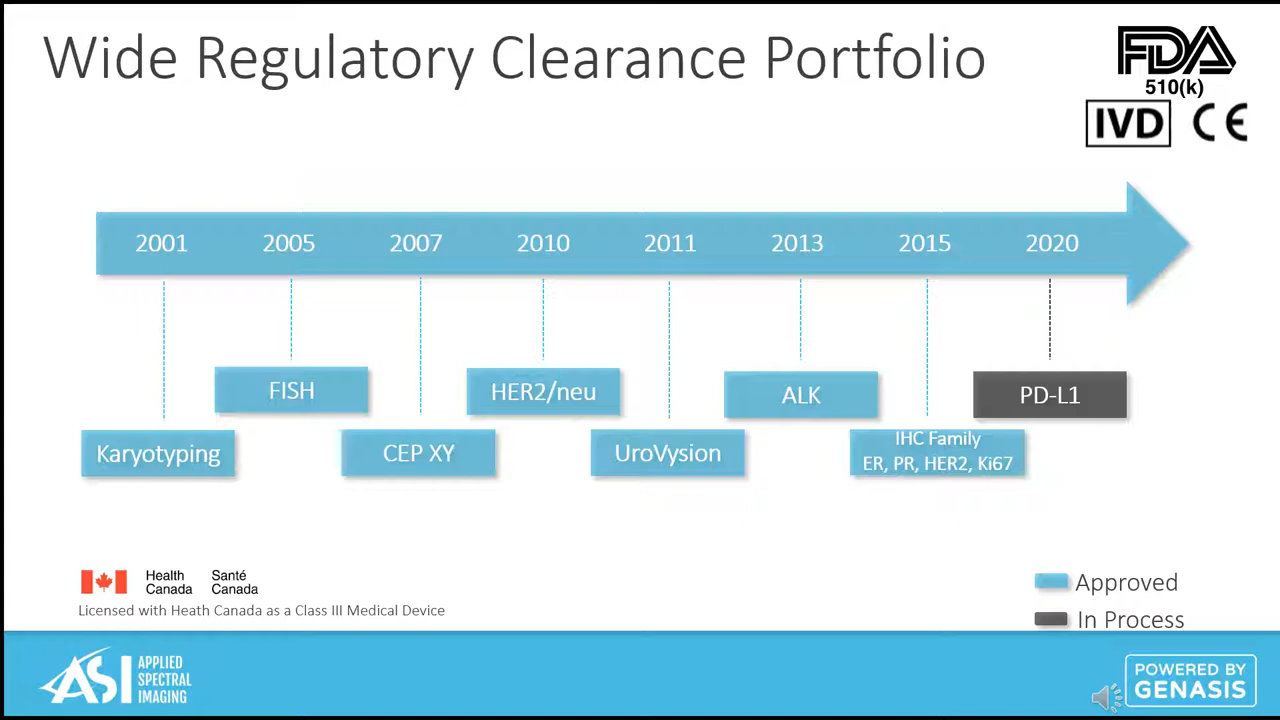 Wide Regulatory Clearance Portfolio
FDA
510(k)
IVD CE
2001 2005 2007 2010 2011 2013 2015 2020
FISH
HER2/neu
ALK
PD-L1
Karyotyping
CEP XY
UroVysion
IHC Family
ER, PR, HER2, Ki67
Health Santé
Canada Canada
Licensed with Heath Canada as a Class III Medical Device
Approved
In Process
ASI
APPLIED
SPECTRAL
IMAGING
POWERED BY
GENASIS